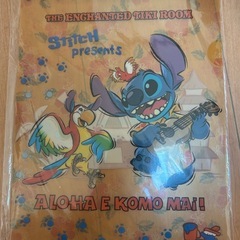 THE ENCHANTED TIKI ROOM
STITCH
presents
ALOHA E KOMO MAI!